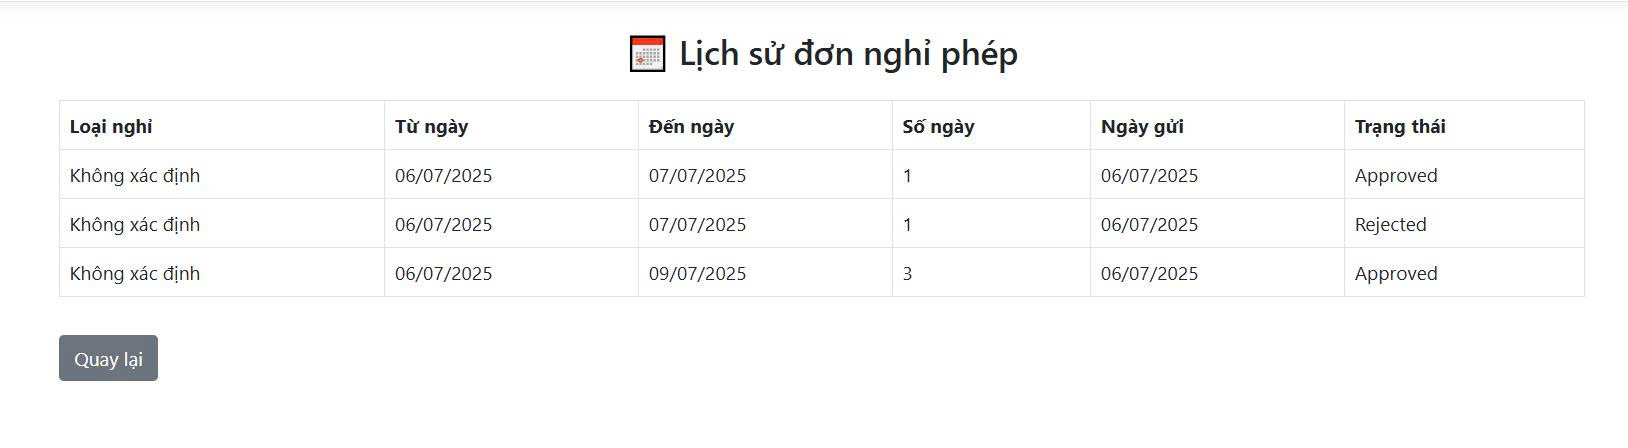 Lịch sử đơn nghỉ phép
Loại nghỉ Từ ngày Đến ngày Số ngày Ngày gửi Trạng thái
Không xác định 06/07/2025 07/07/2025 1 06/07/2025 Approved
Không xác định 06/07/2025 07/07/2025 1 06/07/2025 Rejected
Không xác định 06/07/2025 09/07/2025 3 06/07/2025 Approved
Quay lại